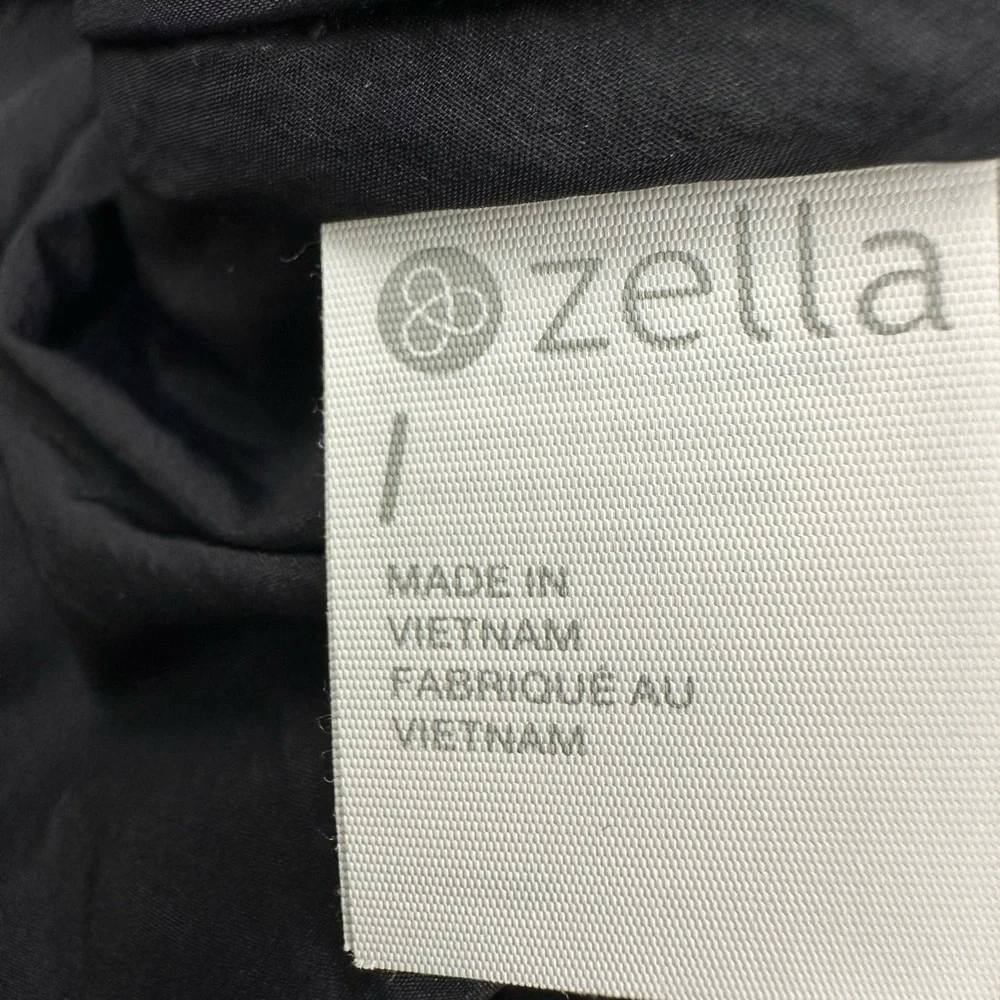 zella
l
MADE IN
VIETNAM
FABRIQUÉ AU
VIETNAM